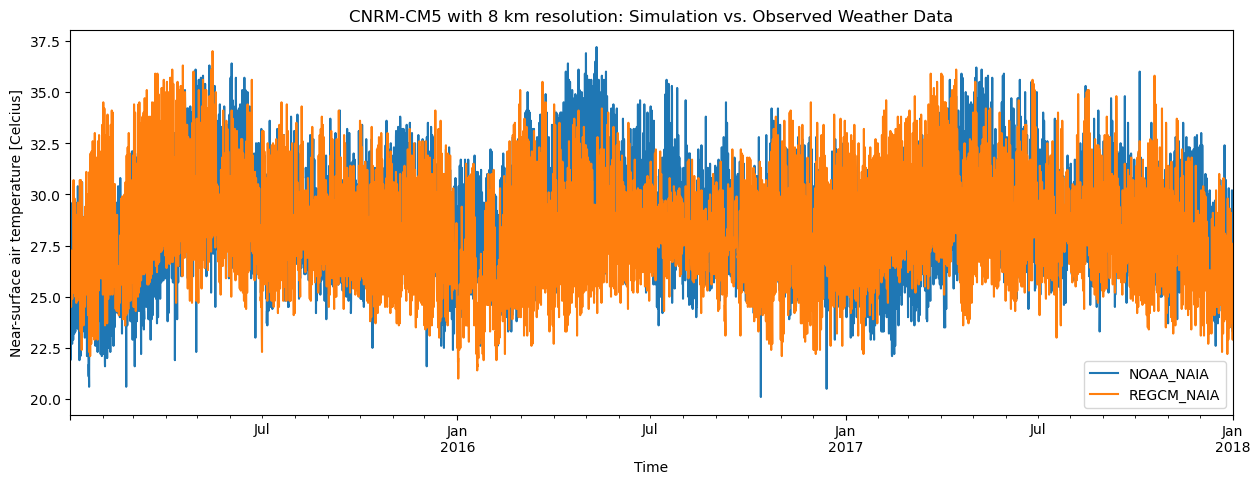 CNRM-CM5 with 8 km resolution: Simulation vs. Observed Weather Data
Near-surface air temperature [Celcius]
37.5
35.0
32.5
30.0
27.5
25.0
22.5
20.0
NOAA_NAIA
REGCM_NAIA
Jul
Jan
2016
Jul
Jan
2017
Jul
Jan
2018
Time